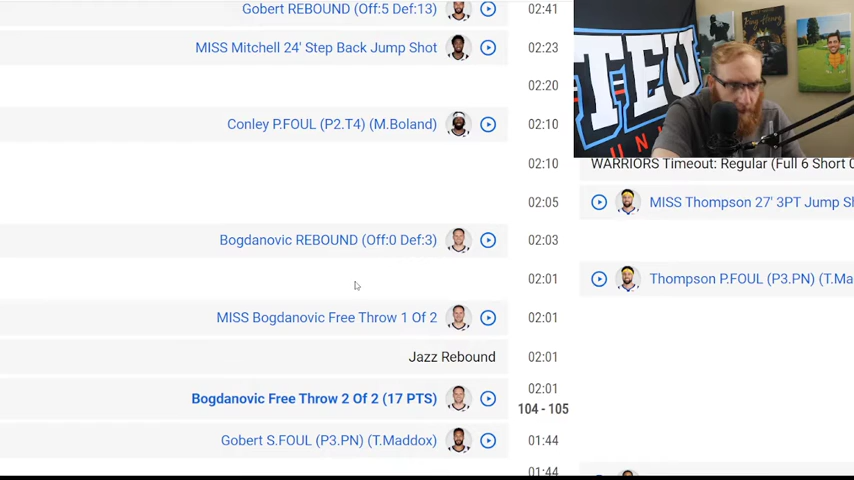 Gobert REBOUND (Off:5 Def:13) 02:41
MISS Mitchell 24' Step Back Jump Shot 02:23
02:20
Conley P.FOUL (P2.T4) (M.Boland) 02:10
02:10 WARRIORS Timeout: Regular (Full 6 Short
02:05 MISS Thompson 27' 3PT Jump
Bogdanovic REBOUND (Off:0 Def:3) 02:03
02:01 Thompson P.FOUL (P3.PN) (T.Ma
MISS Bogdanovic Free Throw 1 Of 2 02:01
Jazz Rebound 02:01
Bogdanovic Free Throw 2 Of 2 (17 PTS) 02:01
104 - 105
Gobert S.FOUL (P3.PN) (T.Maddox) 01:44
01:44
TEU
UNI